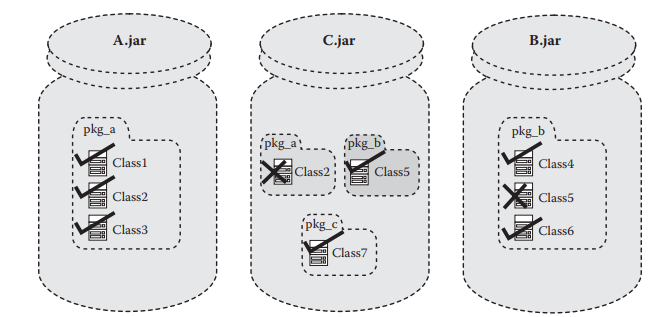 A.jar
C.jar
B.jar
pkg_a
Class1
Class2
Class3
pkg_a
Class2
pkg_b
Class5
pkg_c
Class7
pkg_b
Class4
Class5
Class6